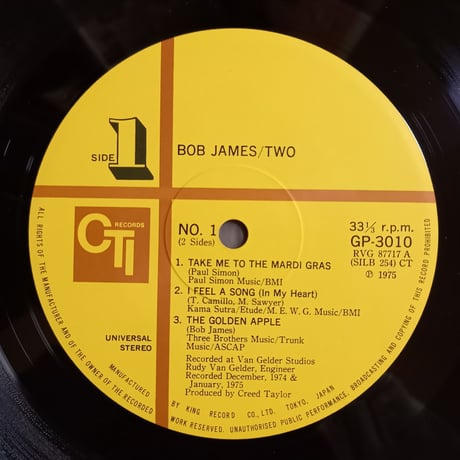 SIDE 1
BOB JAMES/TWO
CTI RECORDS
NO. 1
(2 Sides)
33⅓ r.p.m.
GP-3010
RVG 87717 A
(SILB 254) CT
℗ 1975
1. TAKE ME TO THE MARDI GRAS
(Paul Simon)
Paul Simon Music/BMI
2. I FEEL A SONG (In My Heart)
(T. Camillo, M. Sawyer)
Kama Sutra/Etude/M. E. W. G. Music/BMI
3. THE GOLDEN APPLE
(Bob James)
Three Brothers Music/Trunk
Music/ASCAP
UNIVERSAL
STEREO
Recorded at Van Gelder Studios
Rudy Van Gelder, Engineer
Recorded December, 1974 &
January, 1975
Produced by Creed Taylor
ALL RIGHTS OF THE MANUFACTURER AND OF THE OWNER OF THE RECORDED WORK RESERVED. UNAUTHORISED PUBLIC PERFORMANCE, BROADCASTING AND COPYING OF THIS RECORD PROHIBITED
MANUFACTURED BY KING RECORD CO., LTD. TOKYO, JAPAN